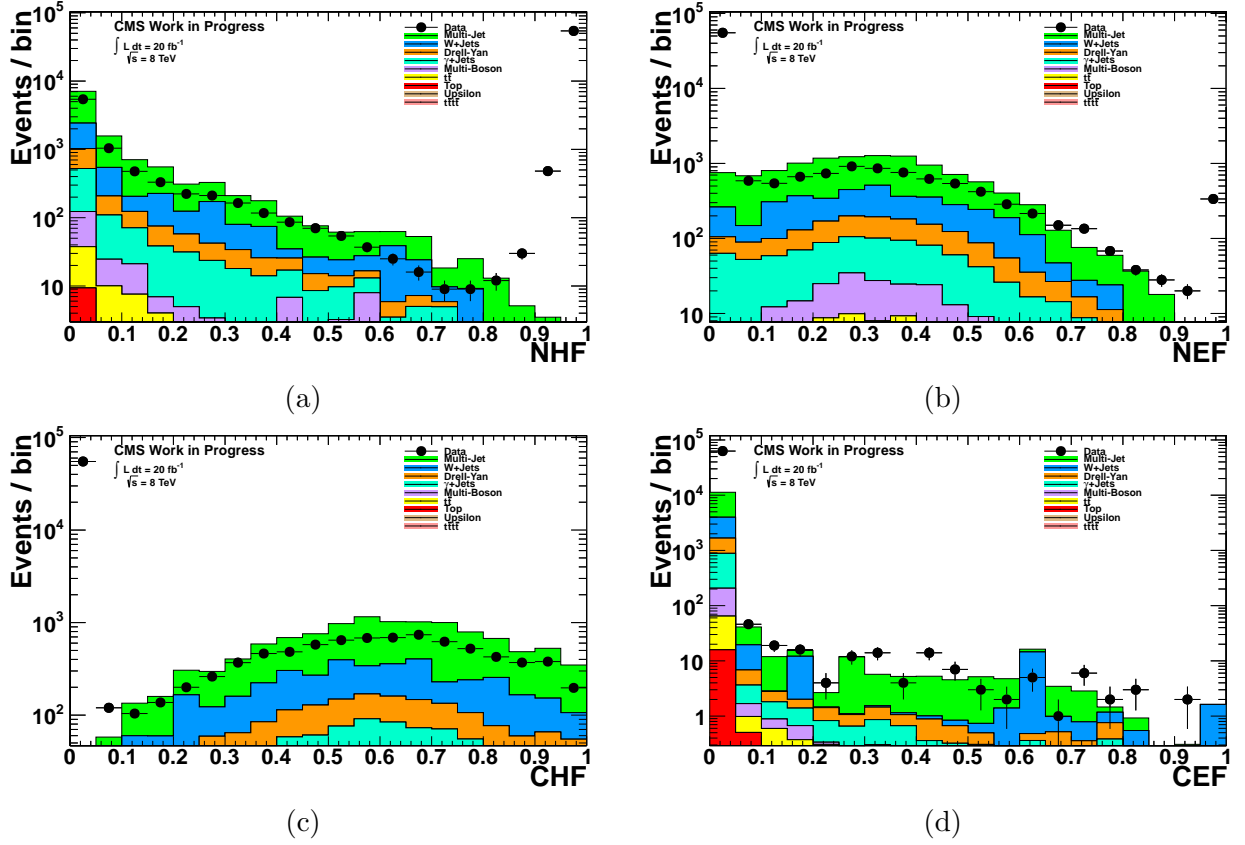 CMS Work in Progress
∫ L dt = 20 fb⁻¹
√s = 8 TeV
Data
Multi-Jet
W+Jets
Drell-Yan
γ+Jets
Multi-Boson
tt̄
Top
Upsilon
tt̄tt̄
Events / bin
10⁵
10⁴
10³
10²
10
0 0.1 0.2 0.3 0.4 0.5 0.6 0.7 0.8 0.9 1
NHF
(a)
CMS Work in Progress
∫ L dt = 20 fb⁻¹
√s = 8 TeV
Data
Multi-Jet
W+Jets
Drell-Yan
γ+Jets
Multi-Boson
tt̄
Top
Upsilon
tt̄tt̄
Events / bin
10⁵
10⁴
10³
10²
10
0 0.1 0.2 0.3 0.4 0.5 0.6 0.7 0.8 0.9 1
NEF
(b)
CMS Work in Progress
∫ L dt = 20 fb⁻¹
√s = 8 TeV
Data
Multi-Jet
W+Jets
Drell-Yan
γ+Jets
Multi-Boson
tt̄
Top
Upsilon
tt̄tt̄
Events / bin
10⁵
10⁴
10³
10²
0 0.1 0.2 0.3 0.4 0.5 0.6 0.7 0.8 0.9 1
CHF
(c)
CMS Work in Progress
∫ L dt = 20 fb⁻¹
√s = 8 TeV
Data
Multi-Jet
W+Jets
Drell-Yan
γ+Jets
Multi-Boson
tt̄
Top
Upsilon
tt̄tt̄
Events / bin
10⁵
10⁴
10³
10²
10
1
0 0.1 0.2 0.3 0.4 0.5 0.6 0.7 0.8 0.9 1
CEF
(d)